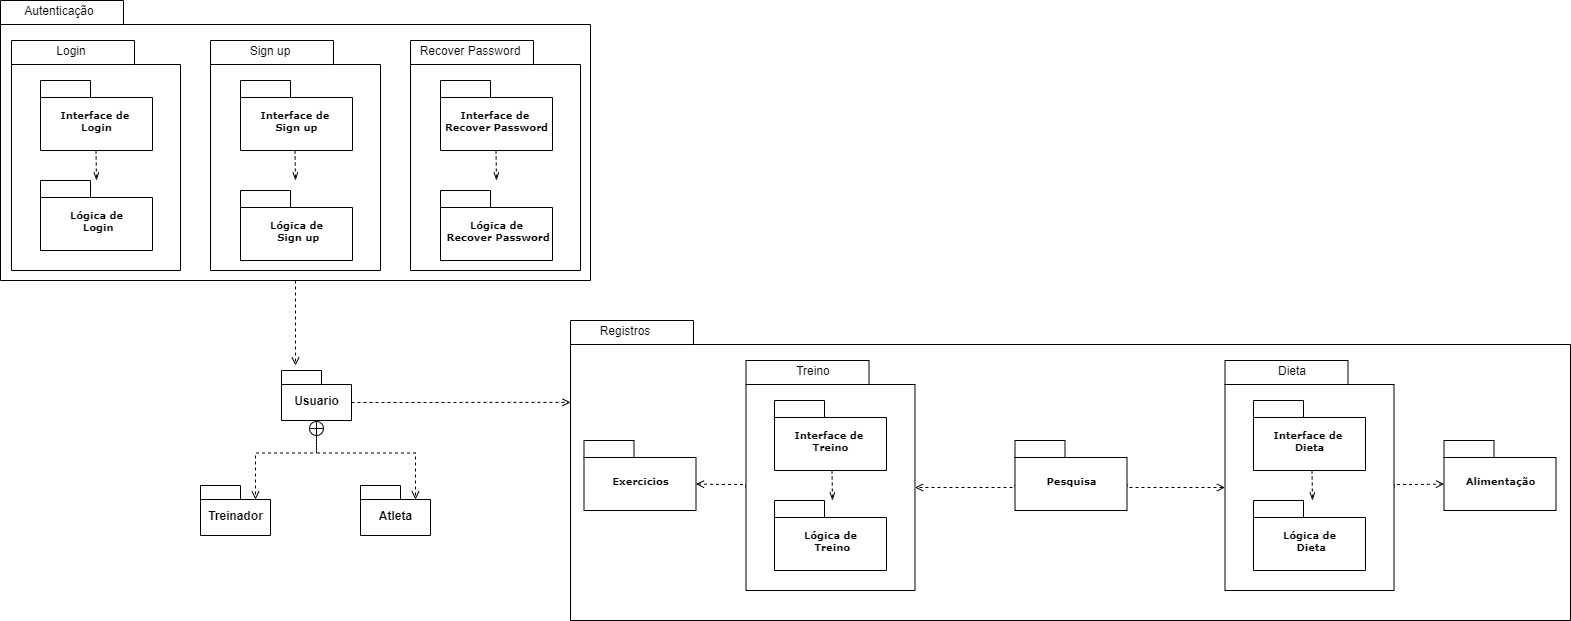 Autenticação
Login
Sign up
Recover Password
Interface de
Login
Interface de
Sign up
Interface de
Recover Password
Lógica de
Login
Lógica de
Sign up
Lógica de
Recover Password
Usuario
Treinador
Atleta
Registros
Treino
Dieta
Interface de
Treino
Interface de
Dieta
Exercicios
Pesquisa
Alimentação
Lógica de
Treino
Lógica de
Dieta